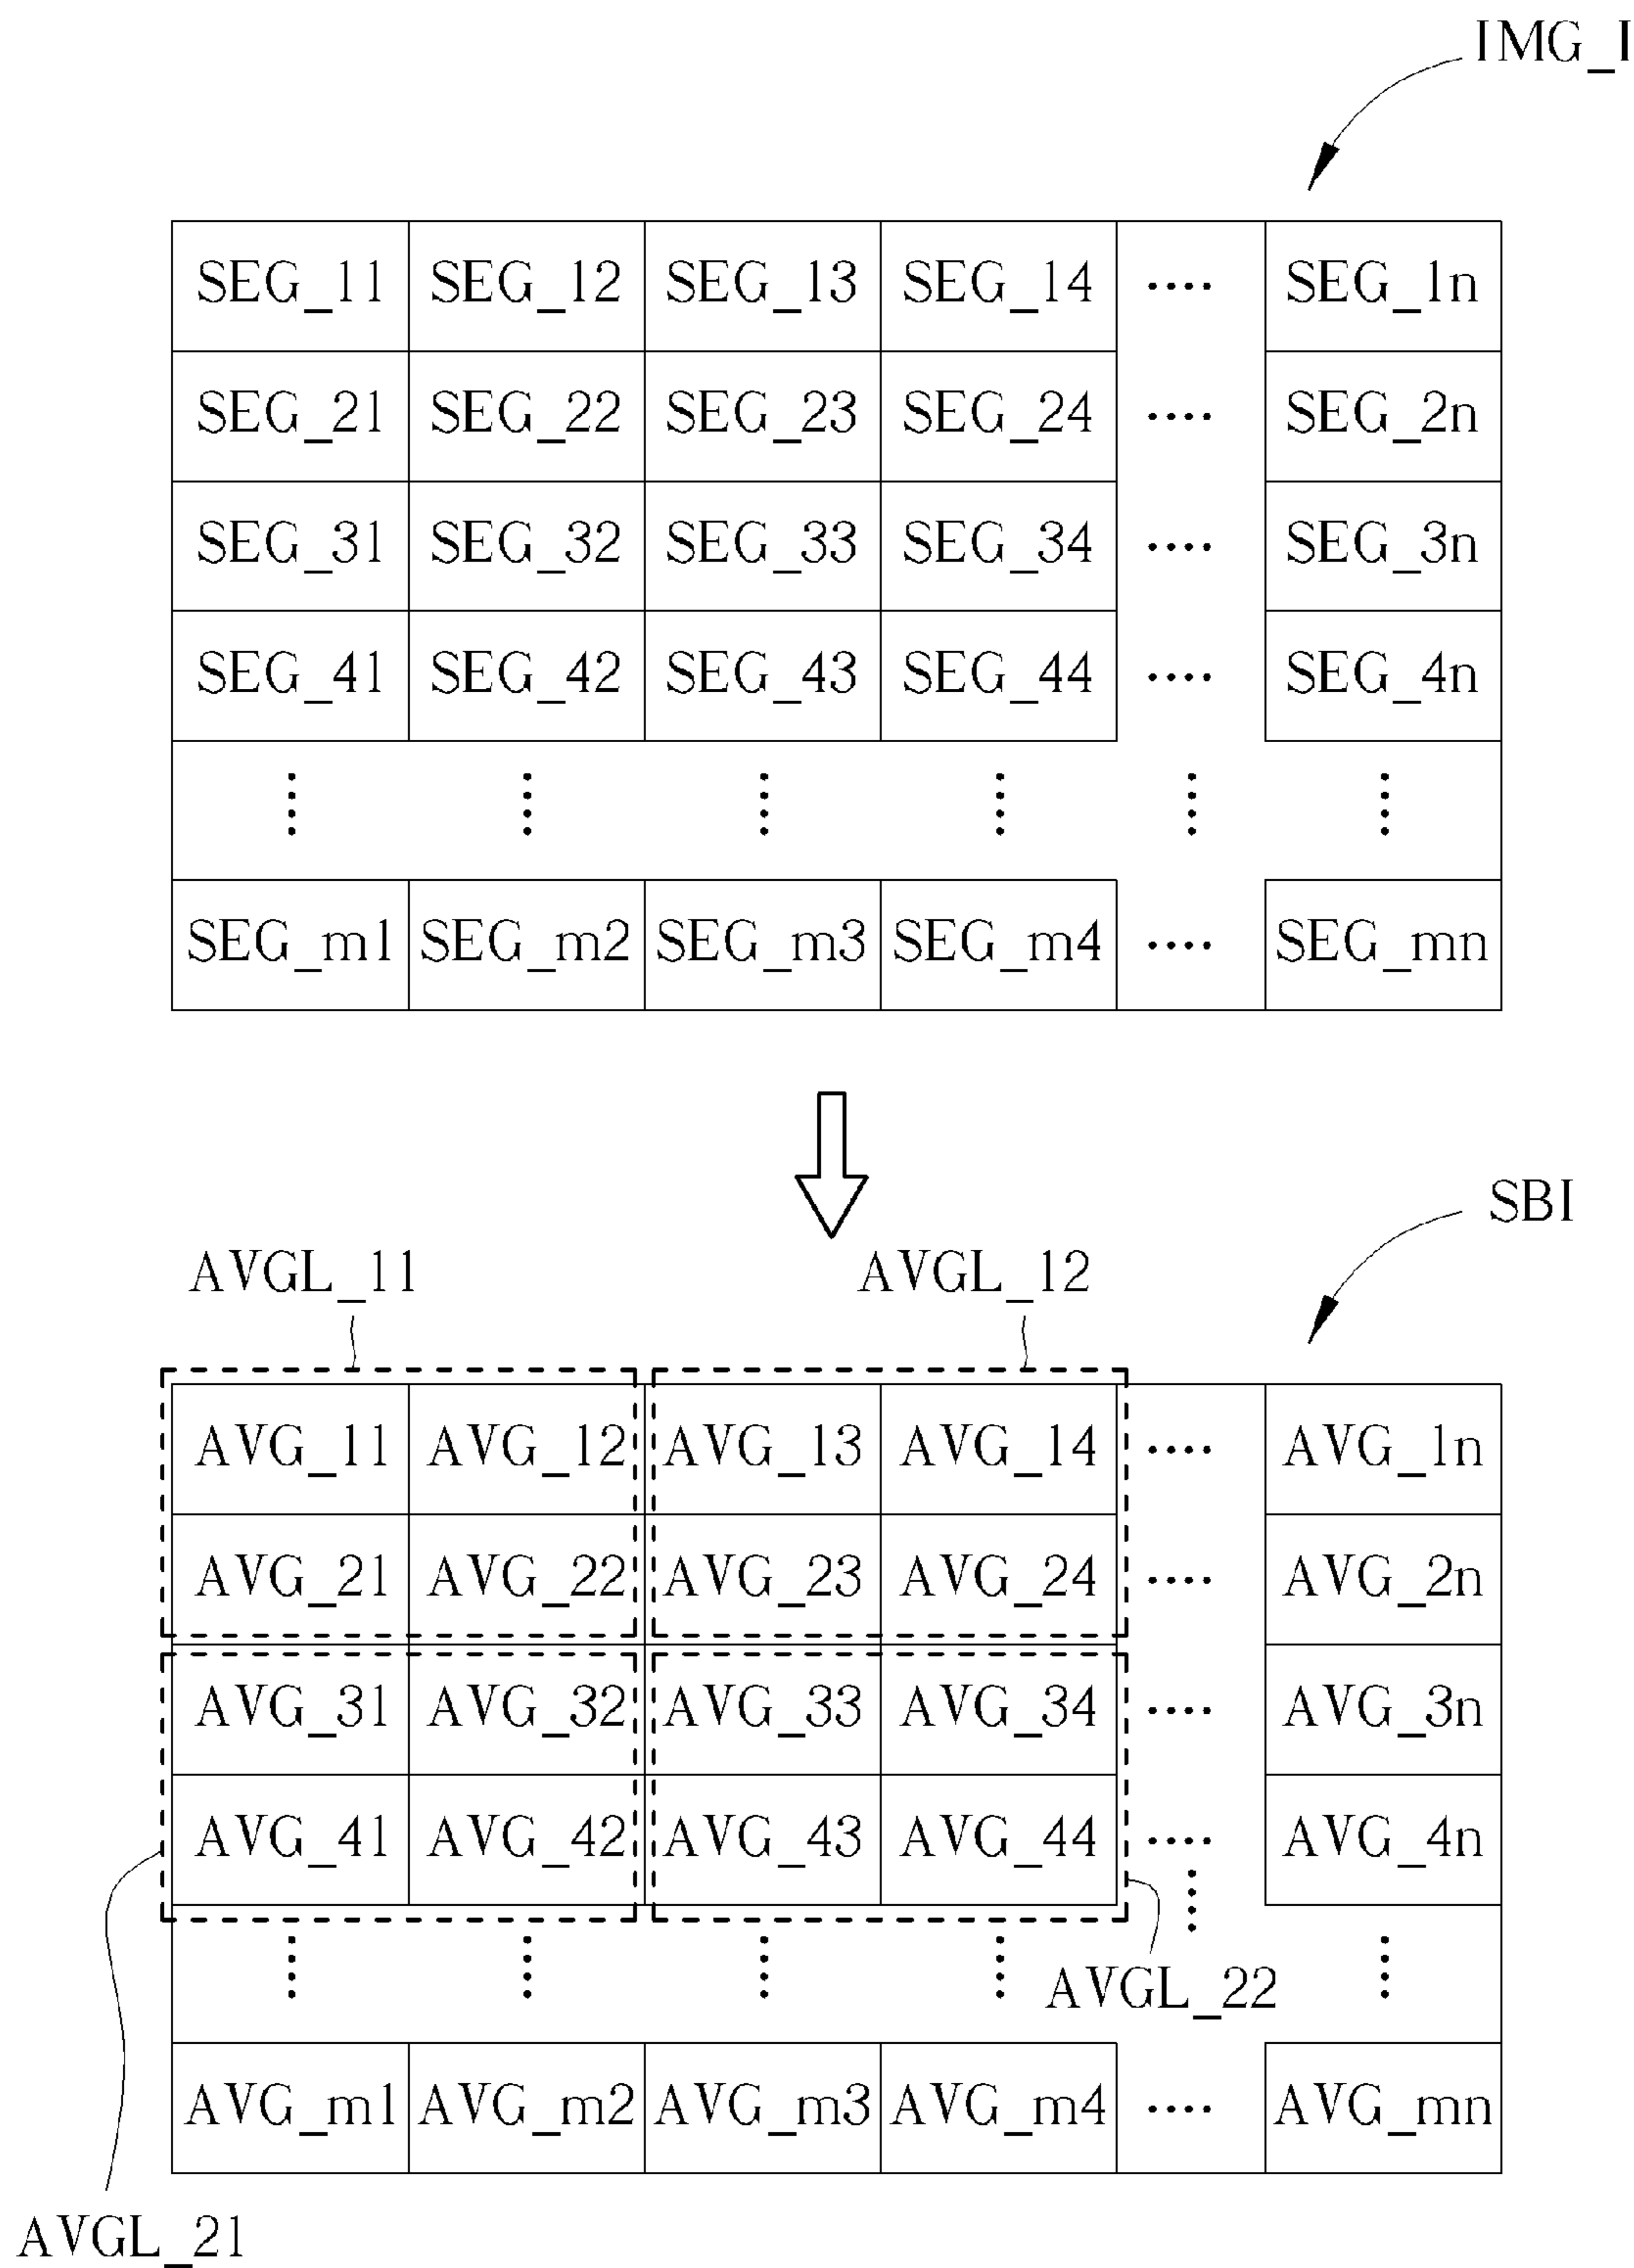 IMG_I
SEG_11 SEG_12 SEG_13 SEG_14 .... SEG_1n
SEG_21 SEG_22 SEG_23 SEG_24 .... SEG_2n
SEG_31 SEG_32 SEG_33 SEG_34 .... SEG_3n
SEG_41 SEG_42 SEG_43 SEG_44 .... SEG_4n
SEG_m1 SEG_m2 SEG_m3 SEG_m4 .... SEG_mn
SBI
AVGL_11 AVGL_12
AVG_11 AVG_12 AVG_13 AVG_14 .... AVG_1n
AVG_21 AVG_22 AVG_23 AVG_24 .... AVG_2n
AVG_31 AVG_32 AVG_33 AVG_34 .... AVG_3n
AVG_41 AVG_42 AVG_43 AVG_44 .... AVG_4n
AVGL_22
AVG_m1 AVG_m2 AVG_m3 AVG_m4 .... AVG_mn
AVGL_21